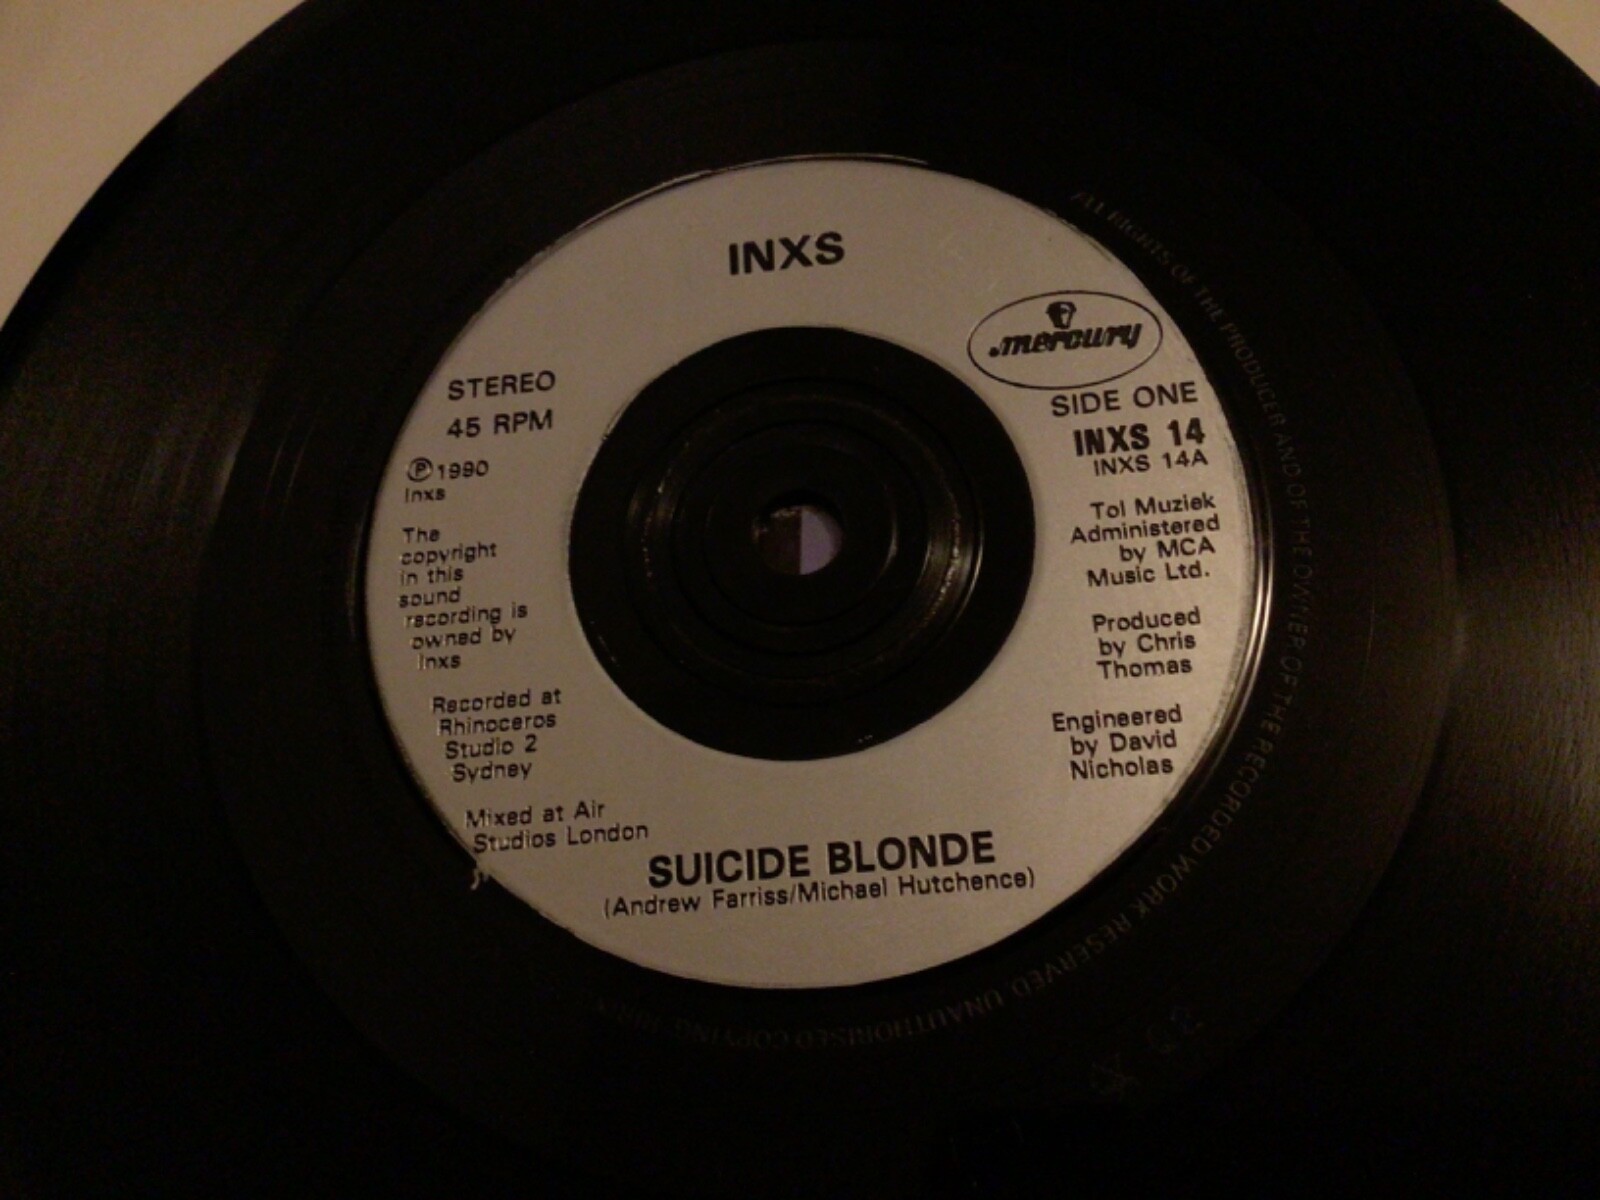 INXS
mercury
STEREO
45 RPM
℗ 1990
Inxs
The
copyright
in this
sound
recording is
owned by
Inxs
Recorded at
Rhinoceros
Studio 2
Sydney
Mixed at Air
Studios London
SIDE ONE
INXS 14
INXS 14A
Tol Muziek
Administered
by MCA
Music Ltd.
Produced
by Chris
Thomas
Engineered
by David
Nicholas
SUICIDE BLONDE
(Andrew Farriss/Michael Hutchence)
ALL RIGHTS OF THE PRODUCER AND OF THE OWNER OF THE RECORDED WORK RESERVED UNAUTHORISED COPYING